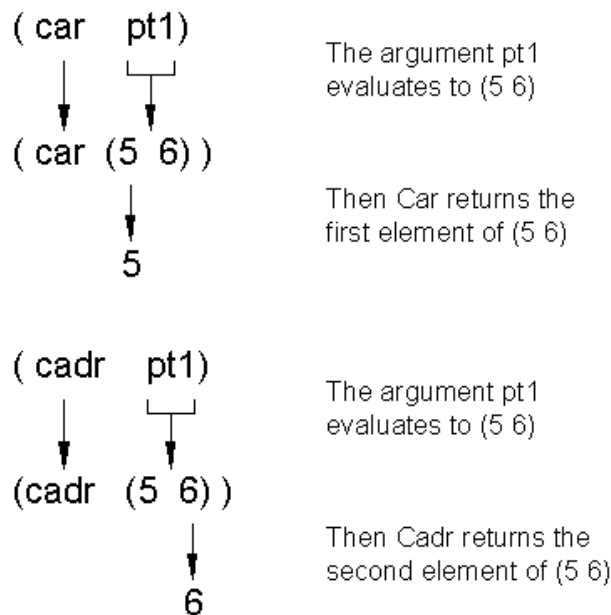 ( car pt1)
The argument pt1
evaluates to (5 6)
( car (5 6) )
Then Car returns the
first element of (5 6)
5
( cadr pt1)
The argument pt1
evaluates to (5 6)
(cadr (5 6) )
Then Cadr returns the
second element of (5 6)
6